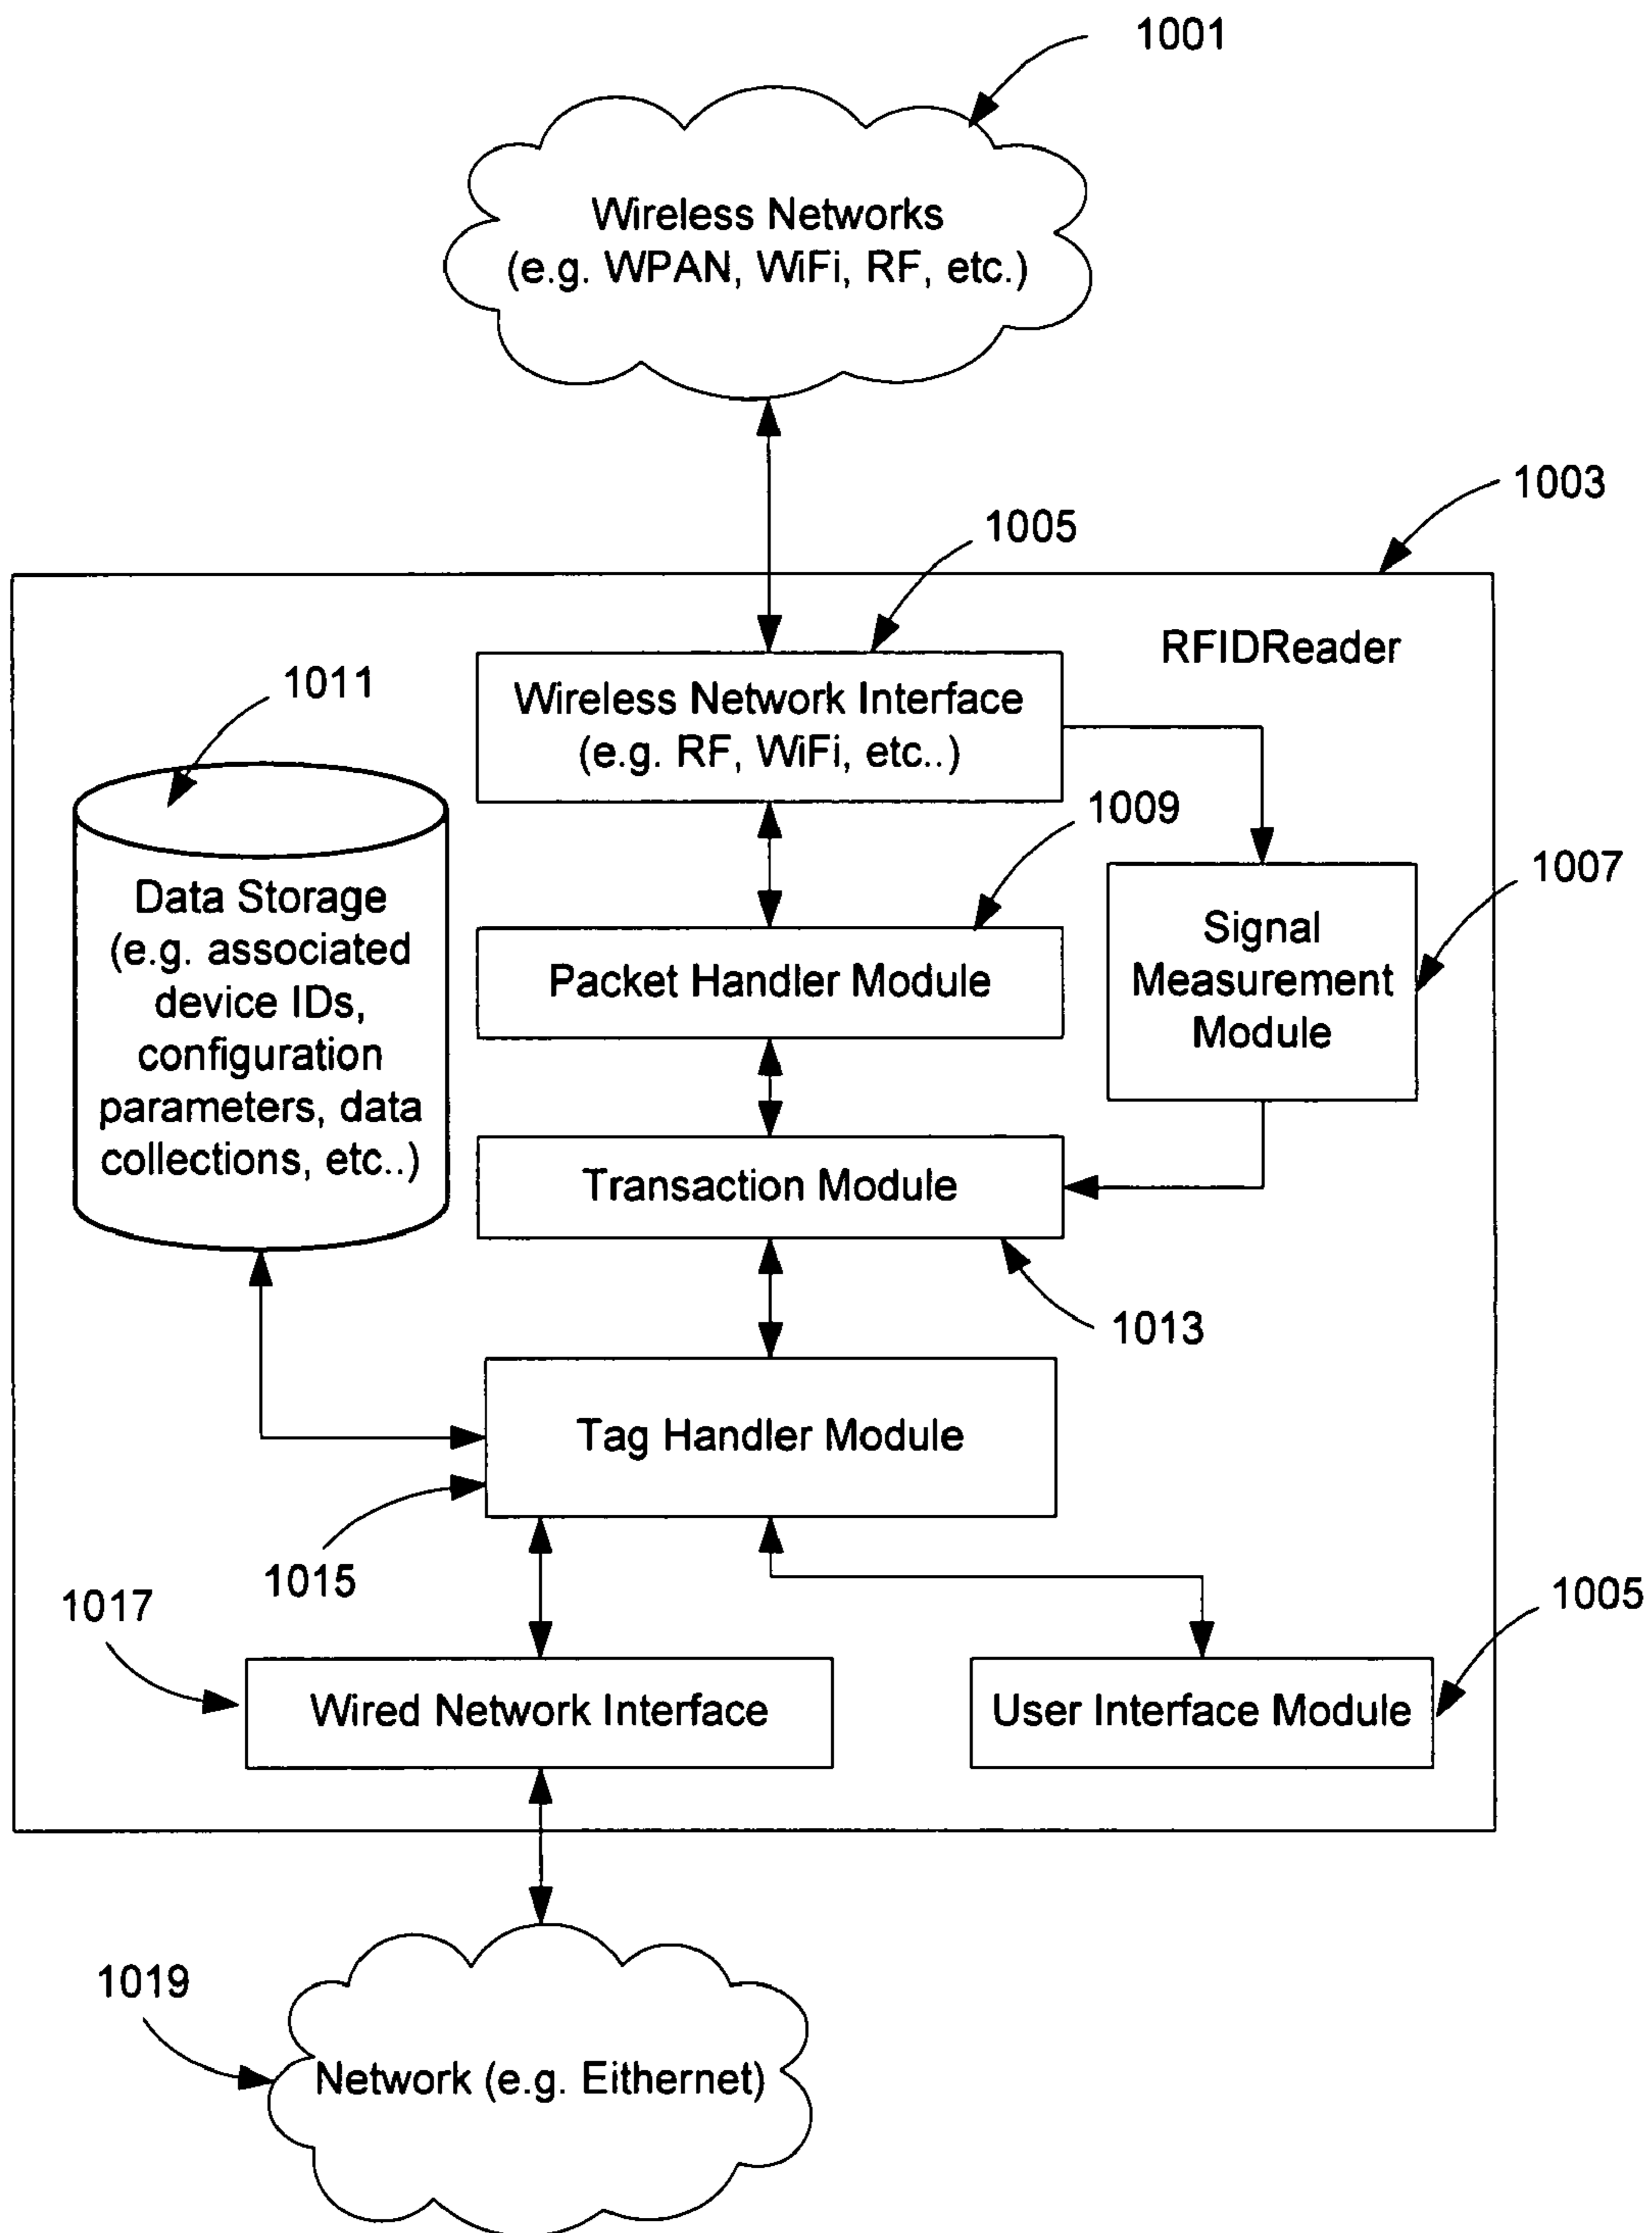 1001
Wireless Networks
(e.g. WPAN, WiFi, RF, etc.)
1003
1005
RFIDReader
1011
Wireless Network Interface
(e.g. RF, WiFi, etc..)
1009
1007
Data Storage
(e.g. associated
device IDs,
configuration
parameters, data
collections, etc..)
Packet Handler Module
Signal
Measurement
Module
Transaction Module
1013
Tag Handler Module
1015
1017
1005
Wired Network Interface
User Interface Module
1019
Network (e.g. Eithernet)